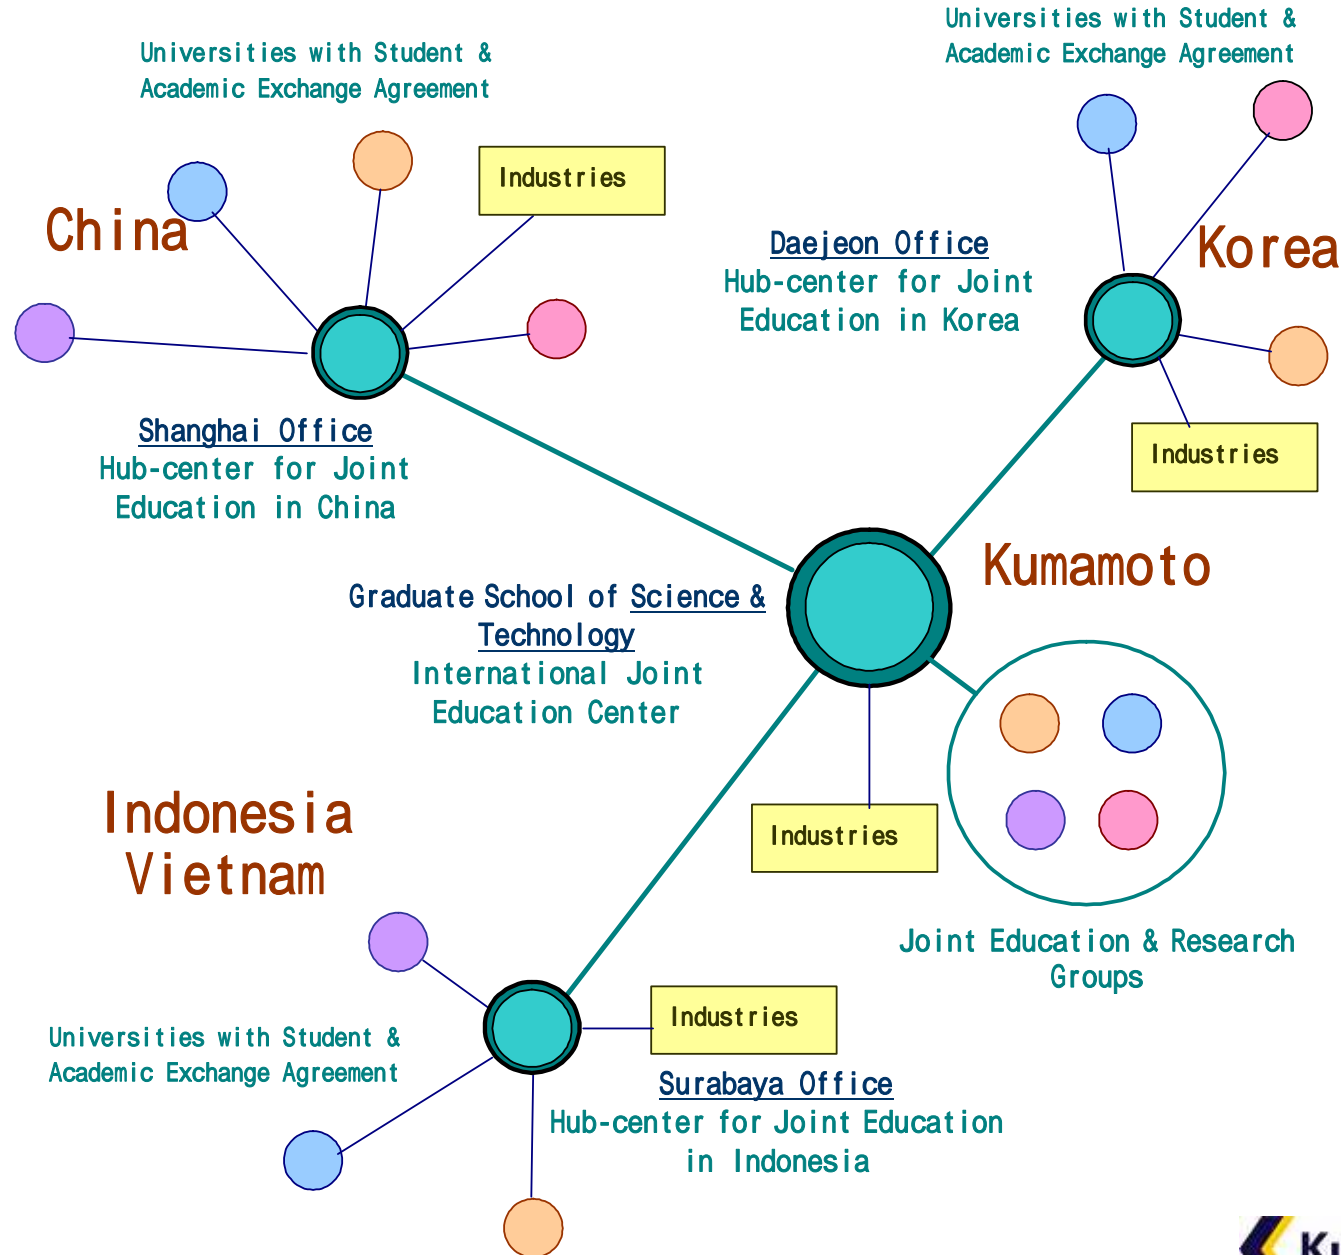 Universities with Student &
Academic Exchange Agreement
Universities with Student &
Academic Exchange Agreement
Industries
China
Korea
Daejeon Office
Hub-center for Joint
Education in Korea
Shanghai Office
Hub-center for Joint
Education in China
Industries
Kumamoto
Graduate School of Science &
Technology
International Joint
Education Center
Indonesia
Vietnam
Industries
Joint Education & Research
Groups
Industries
Universities with Student &
Academic Exchange Agreement
Surabaya Office
Hub-center for Joint Education
in Indonesia